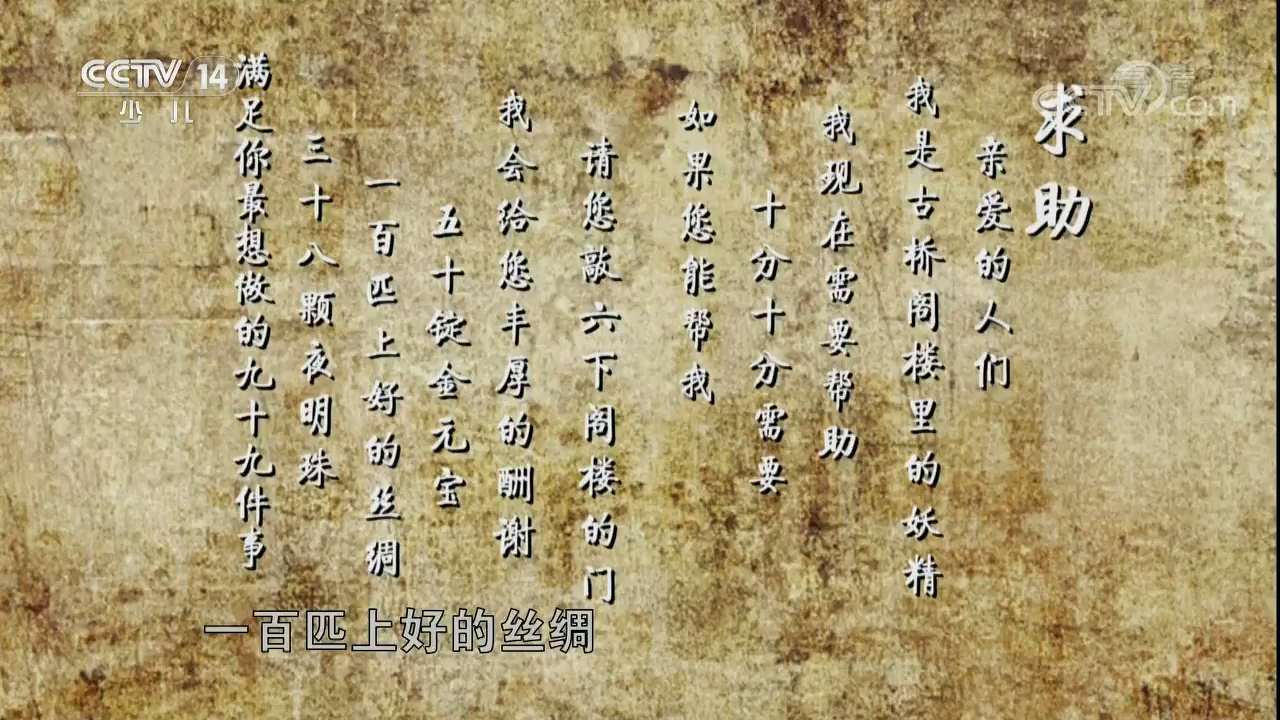 求助
亲爱的人们
我是古桥阁楼里的妖精
我现在需要帮助
十分十分需要
如果您能帮我
请您敲六下阁楼的门
我会给您丰厚的酬谢
五十锭金元宝
一百匹上好的丝绸
三十八颗夜明珠
满足你最想做的九十九件事
一百匹上好的丝绸
CCTV 14
少儿
高清
CCTV.com